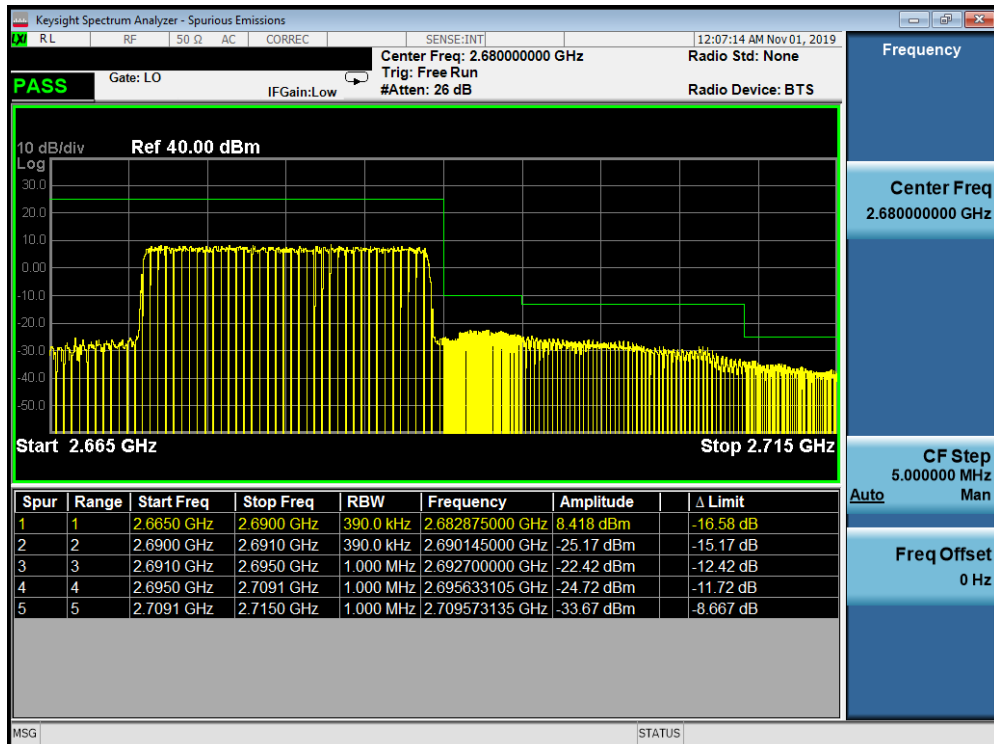 Keysight Spectrum Analyzer - Spurious Emissions
LXI RL RF 50 Ω AC CORREC SENSE:INT 12:07:14 AM Nov 01, 2019
Center Freq: 2.680000000 GHz Radio Std: None
PASS Gate: LO Trig: Free Run
IFGain:Low #Atten: 26 dB Radio Device: BTS
10 dB/div Ref 40.00 dBm
Log
30.0
20.0
10.0
0.00
-10.0
-20.0
-30.0
-40.0
-50.0
Start 2.665 GHz Stop 2.715 GHz
Spur Range Start Freq Stop Freq RBW Frequency Amplitude Δ Limit
1 1 2.6650 GHz 2.6900 GHz 390.0 kHz 2.682875000 GHz 8.418 dBm -16.58 dB
2 2 2.6900 GHz 2.6910 GHz 390.0 kHz 2.690145000 GHz -25.17 dBm -15.17 dB
3 3 2.6910 GHz 2.6950 GHz 1.000 MHz 2.692700000 GHz -22.42 dBm -12.42 dB
4 4 2.6950 GHz 2.7091 GHz 1.000 MHz 2.695633105 GHz -24.72 dBm -11.72 dB
5 5 2.7091 GHz 2.7150 GHz 1.000 MHz 2.709573135 GHz -33.67 dBm -8.667 dB
MSG STATUS
Frequency
Center Freq
2.680000000 GHz
CF Step
5.000000 MHz
Auto Man
Freq Offset
0 Hz